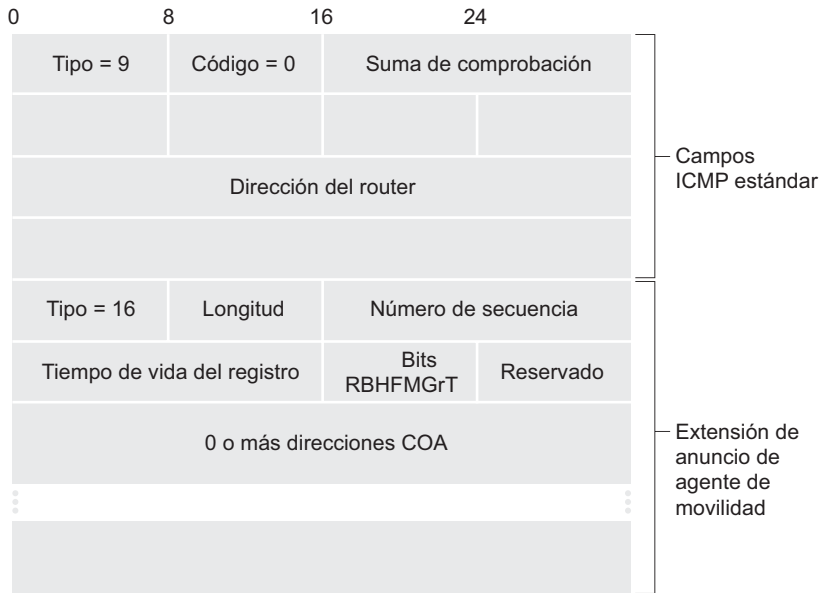 0 8 16 24
Tipo = 9 Código = 0 Suma de comprobación
Dirección del router
Campos
ICMP estándar
Tipo = 16 Longitud Número de secuencia
Tiempo de vida del registro
Bits
RBHFMGrT
Reservado
0 o más direcciones COA
Extensión de
anuncio de
agente de
movilidad